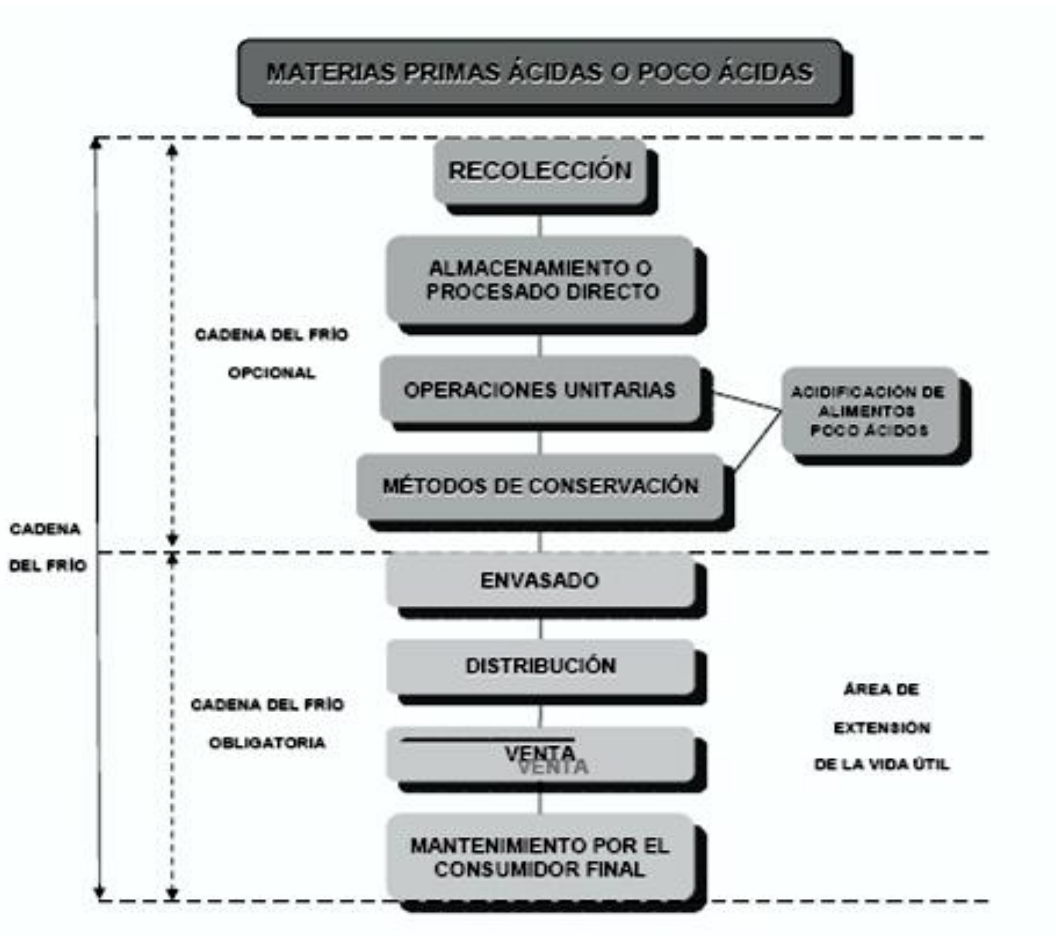 MATERIAS PRIMAS ÁCIDAS O POCO ÁCIDAS
RECOLECCIÓN
ALMACENAMIENTO O
PROCESADO DIRECTO
CADENA DEL FRÍO
OPCIONAL
OPERACIONES UNITARIAS
ACIDIFICACIÓN DE
ALIMENTOS
POCO ÁCIDOS
MÉTODOS DE CONSERVACIÓN
CADENA
DEL FRÍO
ENVASADO
DISTRIBUCIÓN
CADENA DEL FRÍO
OBLIGATORIA
ÁREA DE
EXTENSIÓN
DE LA VIDA ÚTIL
VENTA
VENTA
MANTENIMIENTO POR EL
CONSUMIDOR FINAL